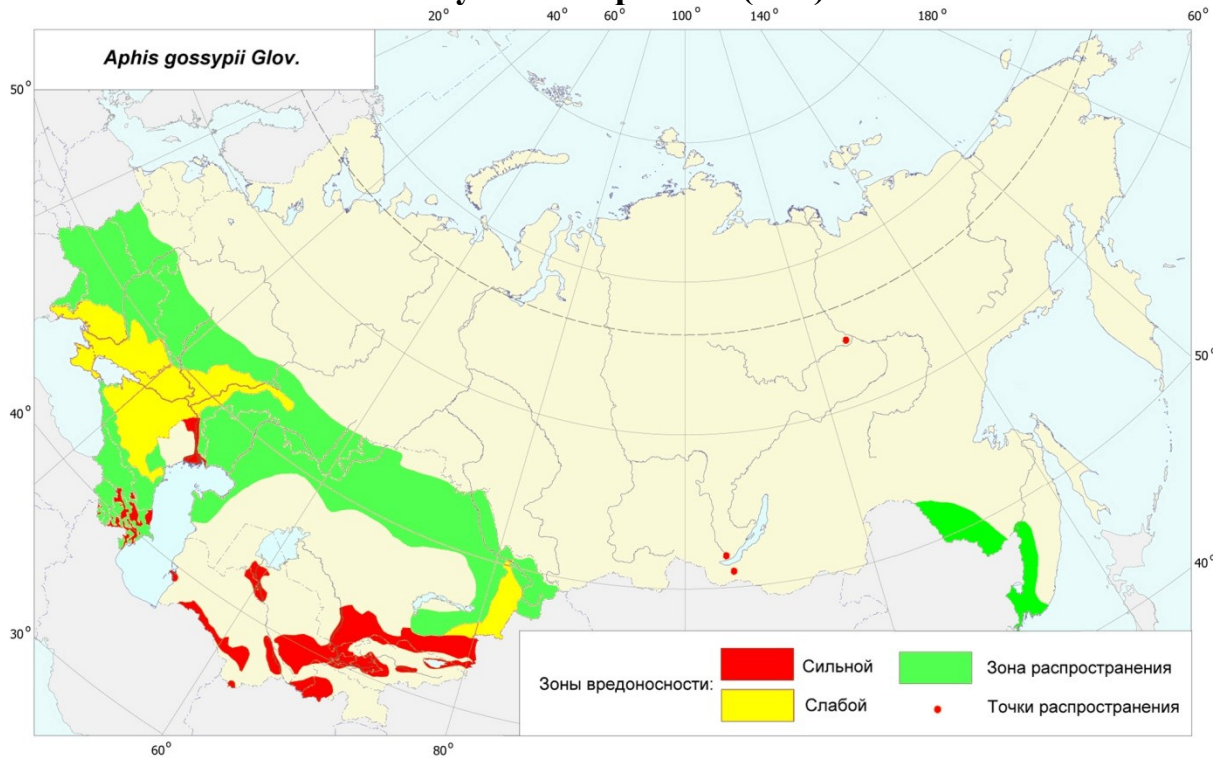 20° 40° 60° 80° 100° 140° 180° 60°
Aphis gossypii Glov.
50°
50°
40°
40°
30°
Зоны вредоносности:
Сильной
Слабой
Зона распространения
Точки распространения
60°
80°